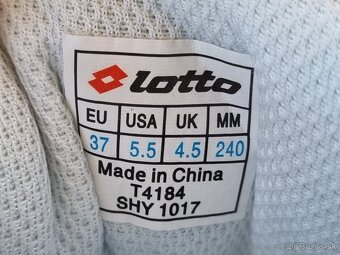 lotto
EU USA UK MM
37 5.5 4.5 240
Made in China
T4184
SHY 1017